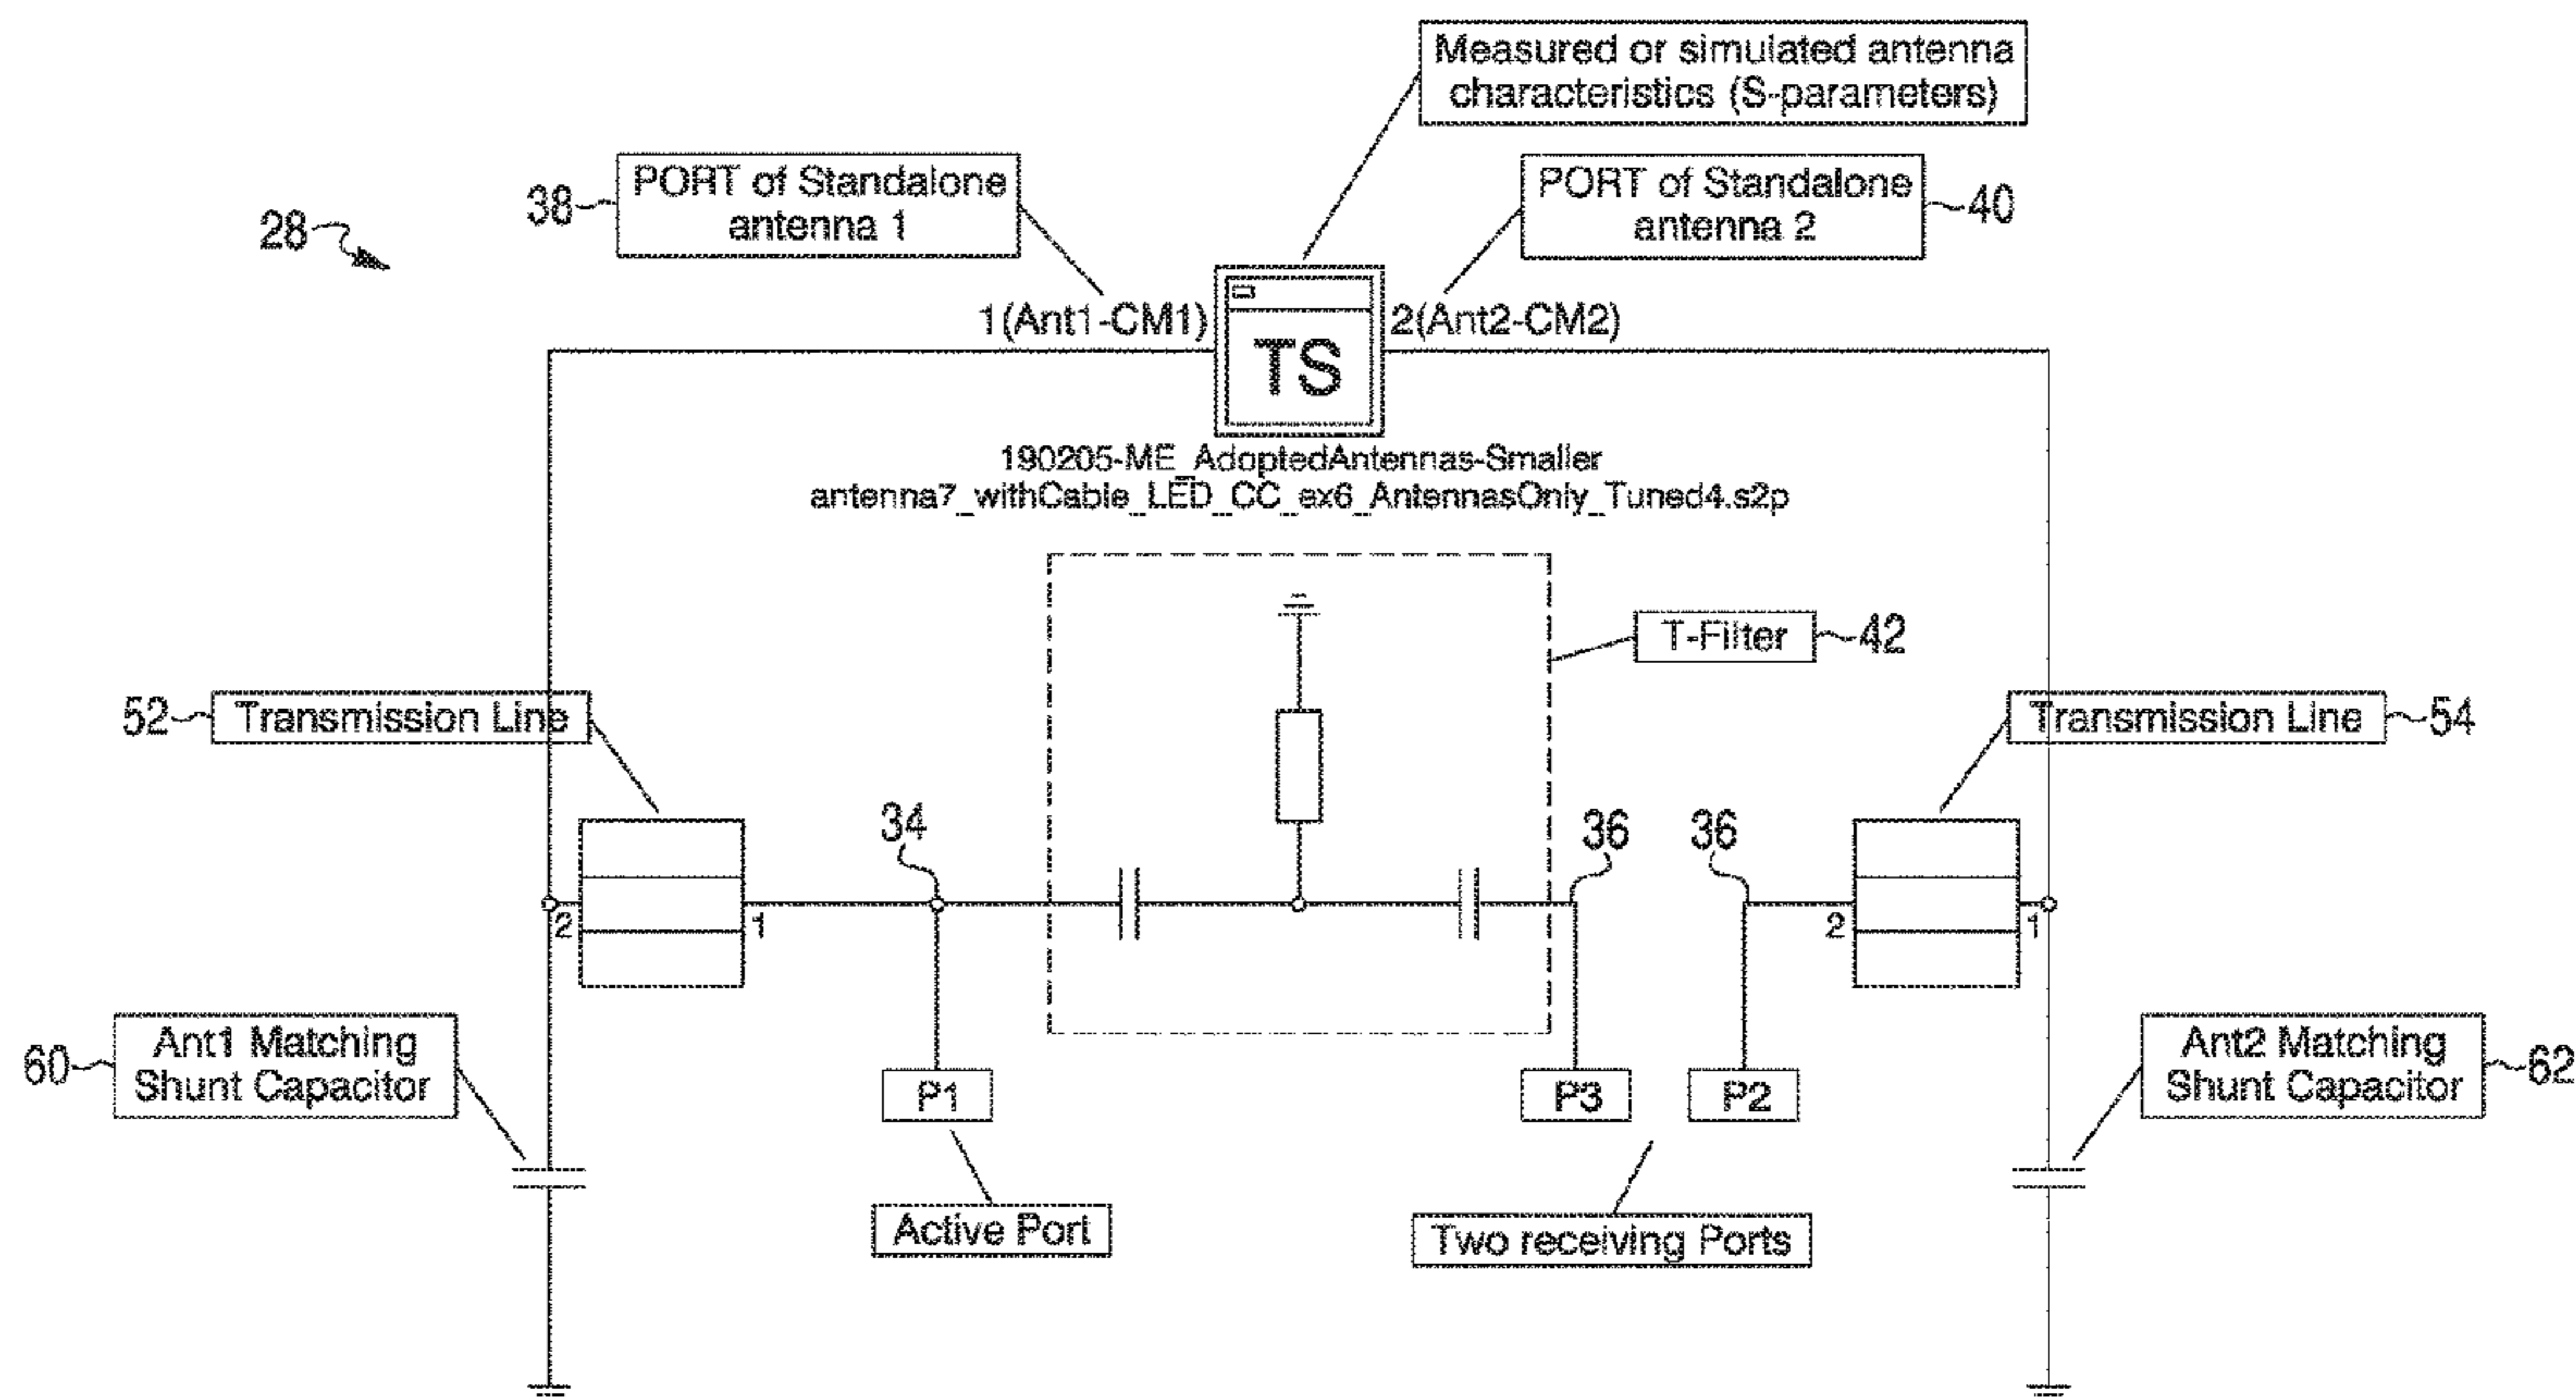 Measured or simulated antenna
characteristics (S-parameters)
38
PORT of Standalone
antenna 1
PORT of Standalone
antenna 2
40
28
1(Ant1-CM1)
2(Ant2-CM2)
TS
190205-ME_AdoptedAntennas-Smaller
antenna7_withCable_LED_CC_ex6_AntennasOnly_Tuned4.s2p
T-Filter
42
52
Transmission Line
Transmission Line
54
34
36
36
2
1
2
1
60
Ant1 Matching
Shunt Capacitor
P1
P3
P2
Ant2 Matching
Shunt Capacitor
62
Active Port
Two receiving Ports